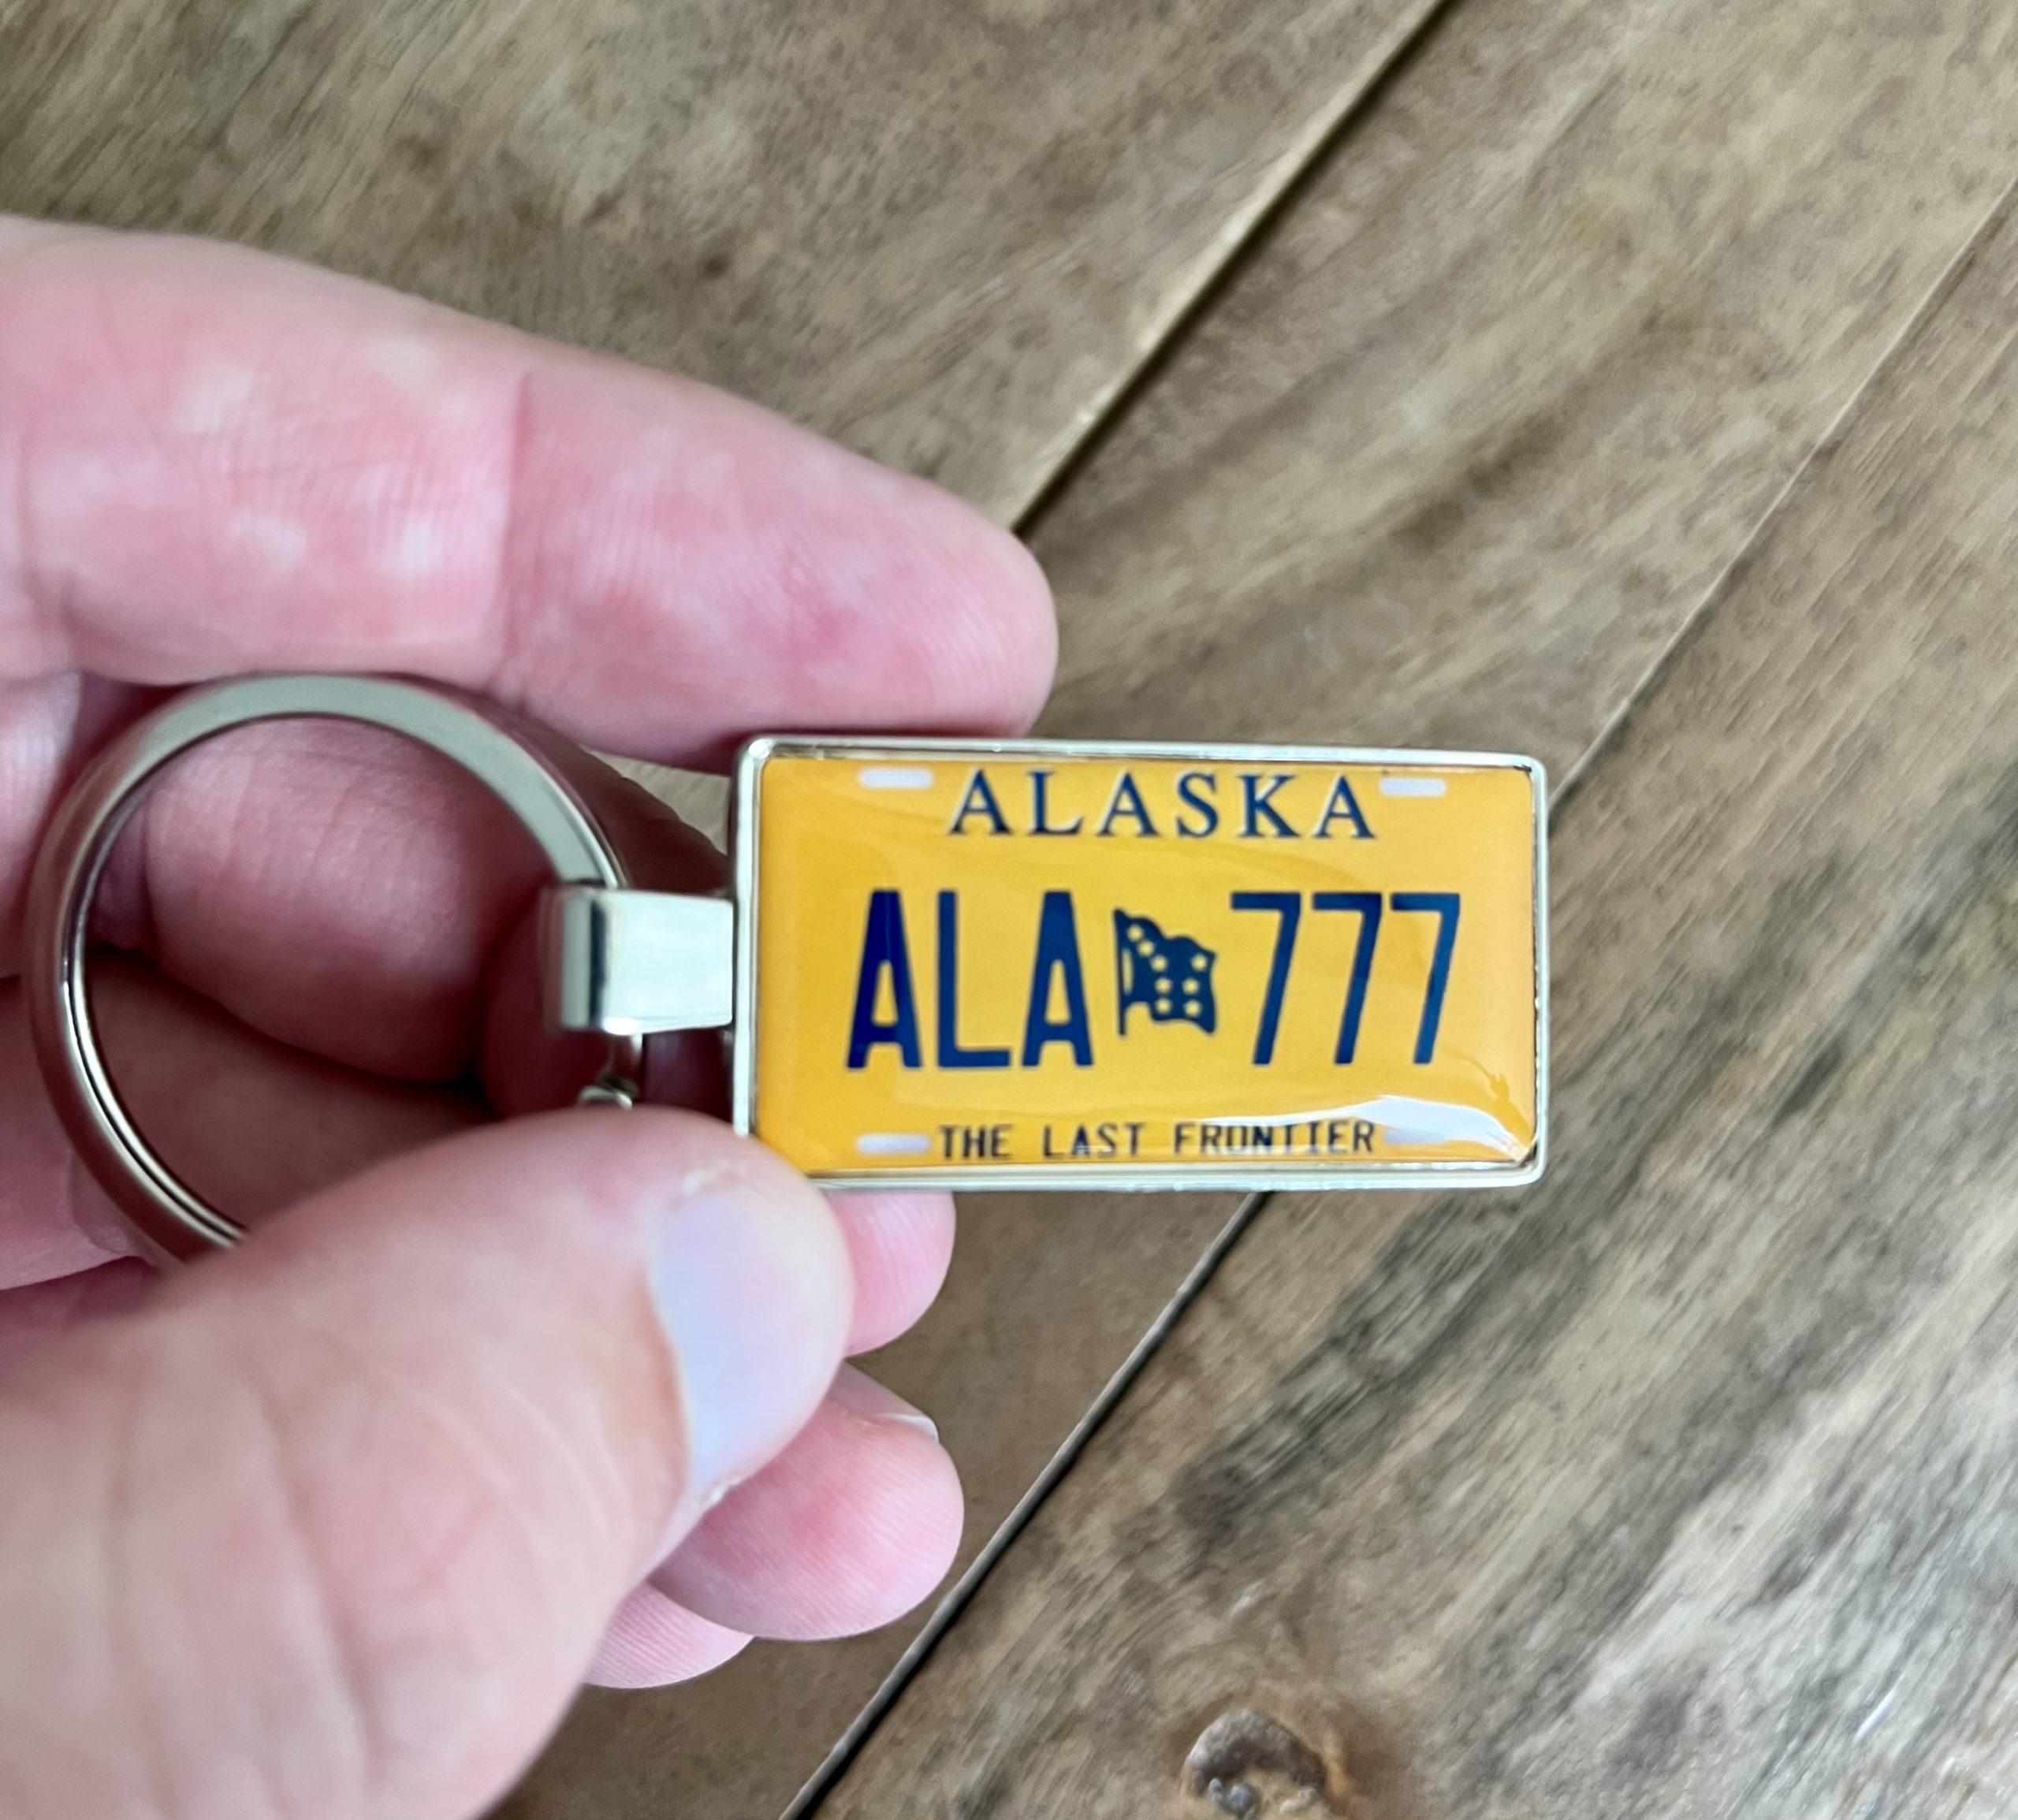 ALASKA
ALA 777
THE LAST FRONTIER